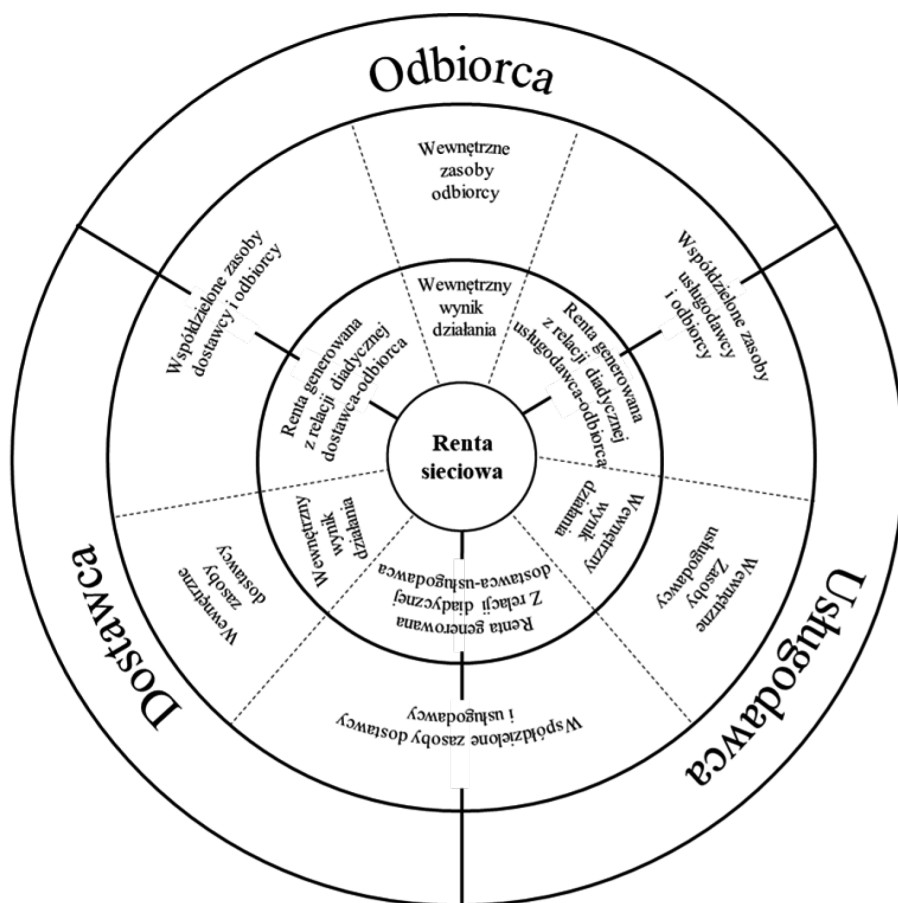 Odbiorca
Wewnętrzne
zasoby
odbiorcy
Współdzielone zasoby
dostawcy i odbiorcy
Współdzielone zasoby
usługodawcy
i odbiorcy
Wewnętrzny
wynik
działania
Renta generowana
z relacji diadycznej
dostawca-odbiorca
Renta generowana
z relacji diadycznej
usługodawca-odbiorcą
Renta
sieciowa
Wewnętrzny
wynik
działania
Wewnętrzny
wynik
działania
Dostawca
Wewnętrzne
zasoby
dostawcy
Wewnętrzne
Zasoby
usługodawcy
Usługodawca
Renta generowana
Z relacji diadycznej
dostawca-usługodawca
Współdzielone zasoby dostawcy
i usługodawcy